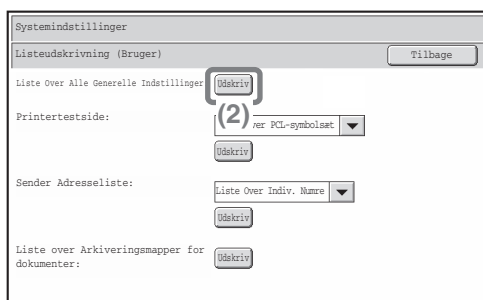 Systemindstillinger
Listeudskrivning (Bruger)
Tilbage
Liste Over Alle Generelle Indstillinger
Udskriv
(2)
Printertestside:
ver PCL-symbolsæt
Udskriv
Sender Adresseliste:
Liste Over Indiv. Numre
Udskriv
Liste over Arkiveringsmapper for
dokumenter:
Udskriv